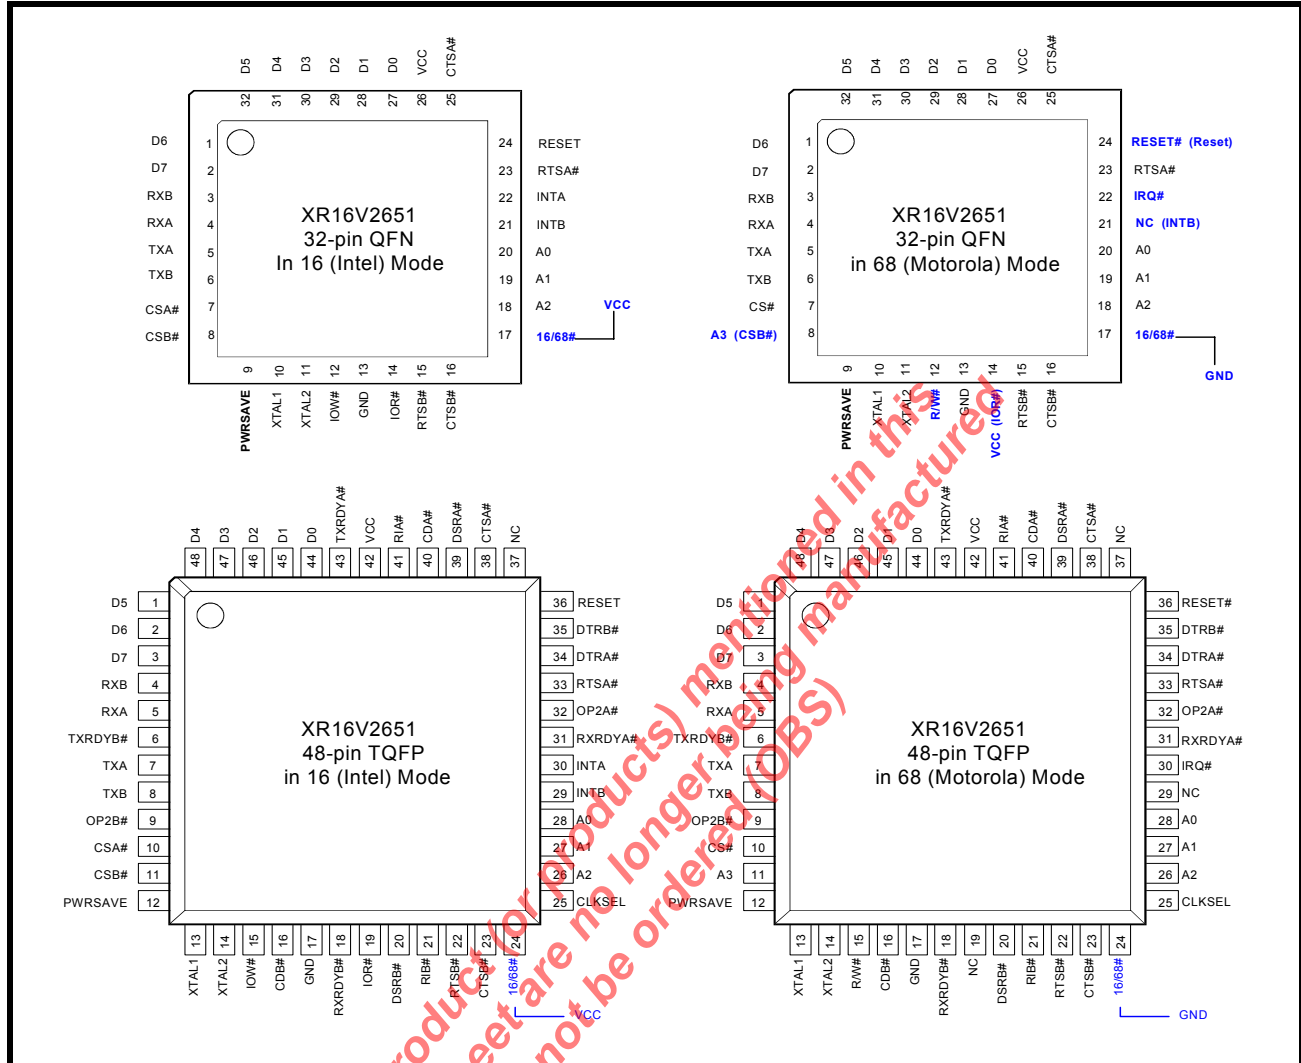 D5 D4 D3 D2 D1 D0 VCC CTSA#
32 31 30 29 28 27 26 25
D6 1 24 RESET
D7 2 23 RTSA#
RXB 3 22 INTA
RXA 4 21 INTB
TXA 5 20 A0
TXB 6 19 A1
CSA# 7 18 A2 VCC
CSB# 8 17 16/68#
XR16V2651
32-pin QFN
In 16 (Intel) Mode
9 10 11 12 13 14 15 16
PWRSAVE XTAL1 XTAL2 IOW# GND IOR# RTSB# CTSB#
D5 D4 D3 D2 D1 D0 VCC CTSA#
32 31 30 29 28 27 26 25
D6 1 24 RESET# (Reset)
D7 2 23 RTSA#
RXB 3 22 IRQ#
RXA 4 21 NC (INTB)
TXA 5 20 A0
TXB 6 19 A1
CS# 7 18 A2
A3 (CSB#) 8 17 16/68#
GND
XR16V2651
32-pin QFN
in 68 (Motorola) Mode
9 10 11 12 13 14 15 16
PWRSAVE XTAL1 XTAL2 R/W# GND VCC (IOR#) RTSB# CTSB#
D4 D3 D2 D1 D0 TXRDYA# VCC RIA# CDA# DSRA# CTSA# NC
48 47 46 45 44 43 42 41 40 39 38 37
D5 1 36 RESET
D6 2 35 DTRB#
D7 3 34 DTRA#
RXB 4 33 RTSA#
RXA 5 32 OP2A#
TXRDYB# 6 31 RXRDYA#
TXA 7 30 INTA
TXB 8 29 INTB
OP2B# 9 28 A0
CSA# 10 27 A1
CSB# 11 26 A2
PWRSAVE 12 25 CLKSEL
XR16V2651
48-pin TQFP
in 16 (Intel) Mode
13 14 15 16 17 18 19 20 21 22 23 24
XTAL1 XTAL2 IOW# CDB# GND RXRDYB# IOR# DSRB# RIB# RTSB# CTSB# 16/68#
VCC
D4 D3 D2 D1 D0 TXRDYA# VCC RIA# CDA# DSRA# CTSA# NC
48 47 46 45 44 43 42 41 40 39 38 37
D5 1 36 RESET#
D6 2 35 DTRB#
D7 3 34 DTRA#
RXB 4 33 RTSA#
RXA 5 32 OP2A#
TXRDYB# 6 31 RXRDYA#
TXA 7 30 IRQ#
TXB 8 29 NC
OP2B# 9 28 A0
CS# 10 27 A1
A3 11 26 A2
PWRSAVE 12 25 CLKSEL
XR16V2651
48-pin TQFP
in 68 (Motorola) Mode
13 14 15 16 17 18 19 20 21 22 23 24
XTAL1 XTAL2 R/W# CDB# GND RXRDYB# NC DSRB# RIB# RTSB# CTSB# 16/68#
GND
product (or products) mentioned in this
are no longer being manufactured
not be ordered (OBS)